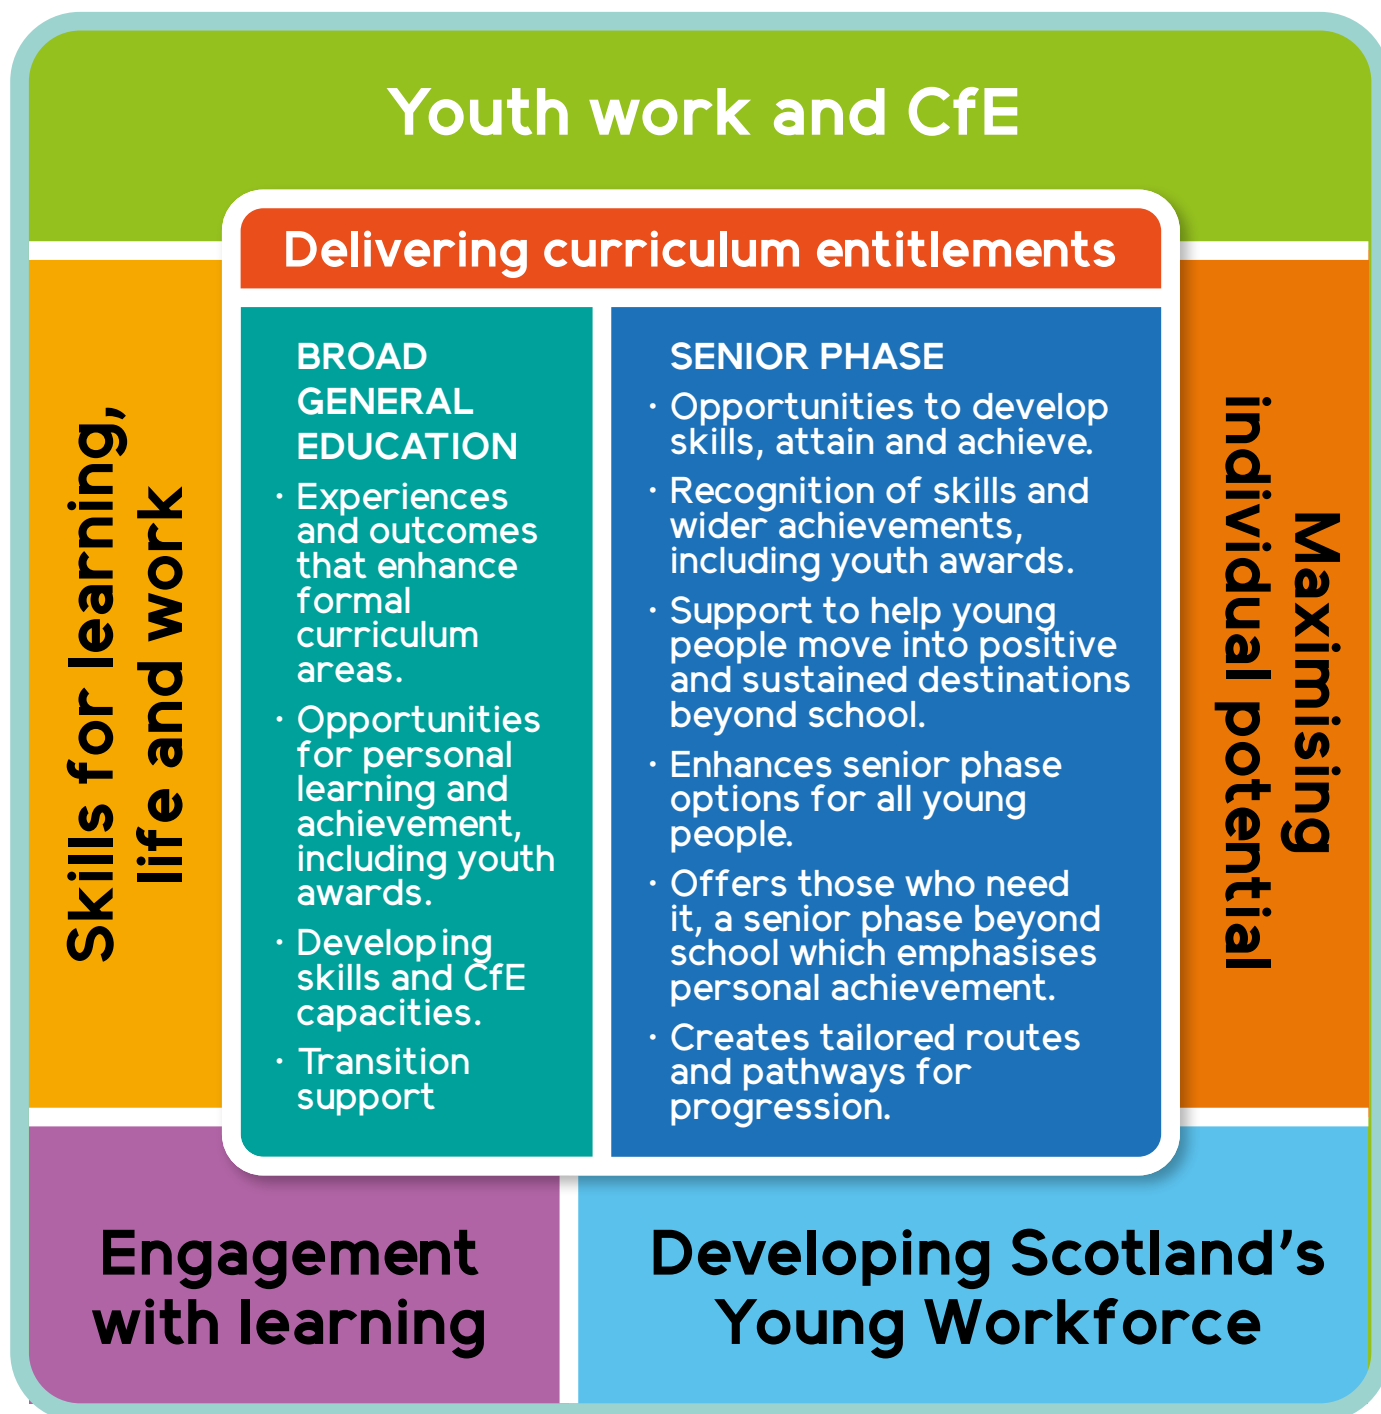 Youth work and CfE
Delivering curriculum entitlements
Skills for learning,
life and work
BROAD
GENERAL
EDUCATION
· Experiences
and outcomes
that enhance
formal
curriculum
areas.
· Opportunities
for personal
learning and
achievement,
including youth
awards.
· Developing
skills and CfE
capacities.
· Transition
support
SENIOR PHASE
· Opportunities to develop
skills, attain and achieve.
· Recognition of skills and
wider achievements,
including youth awards.
· Support to help young
people move into positive
and sustained destinations
beyond school.
· Enhances senior phase
options for all young
people.
· Offers those who need
it, a senior phase beyond
school which emphasises
personal achievement.
· Creates tailored routes
and pathways for
progression.
Maximising
individual potential
Engagement
with learning
Developing Scotland's
Young Workforce